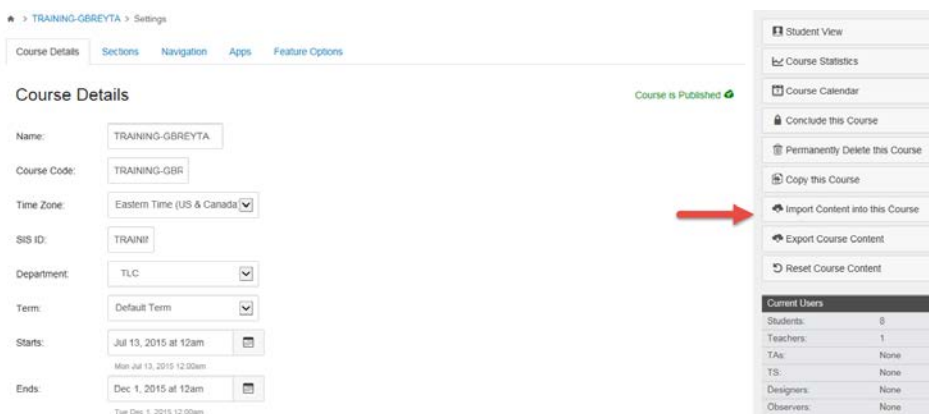 > TRAINING-GBREYTA > Settings
Course Details Sections Navigation Apps Feature Options
Course Details
Course is Published
Name: TRAINING-GBREYTA
Course Code: TRAINING-GBR
Time Zone: Eastern Time (US & Canada
SIS ID: TRAINI
Department: TLC
Term: Default Term
Starts: Jul 13, 2015 at 12am
Mon Jul 13, 2015 12:00am
Ends: Dec 1, 2015 at 12am
Tue Dec 1, 2015 12:00am
Student View
Course Statistics
Course Calendar
Conclude this Course
Permanently Delete this Course
Copy this Course
Import Content into this Course
Export Course Content
Reset Course Content
Current Users
Students: 8
Teachers: 1
TAs: None
TS: None
Designers: None
Observers: None